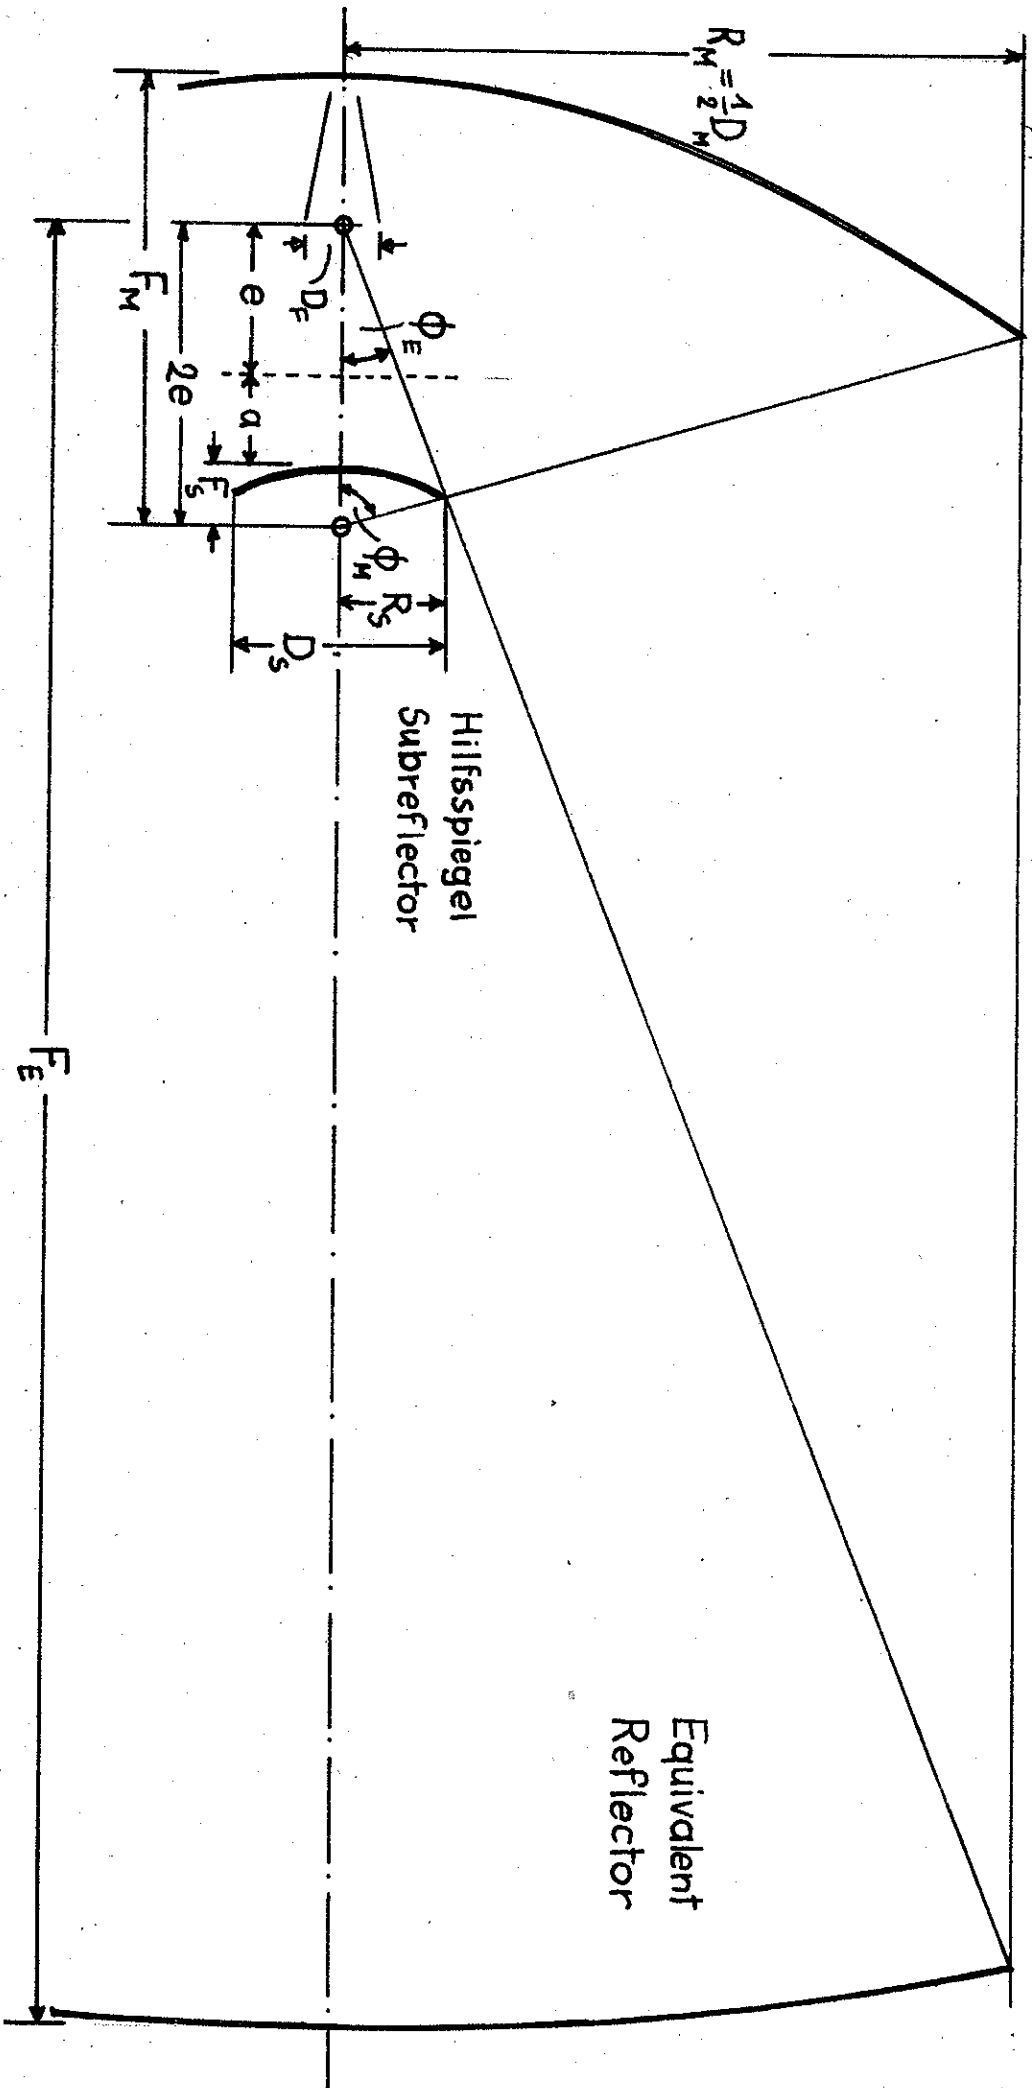 R_M = 1/2 D_M
F_M
D_F
e
2e
a
F_S
Φ_E
Φ_M
R_S
D_S
Hilfsspiegel
Subreflector
F_E
Equivalent
Reflector